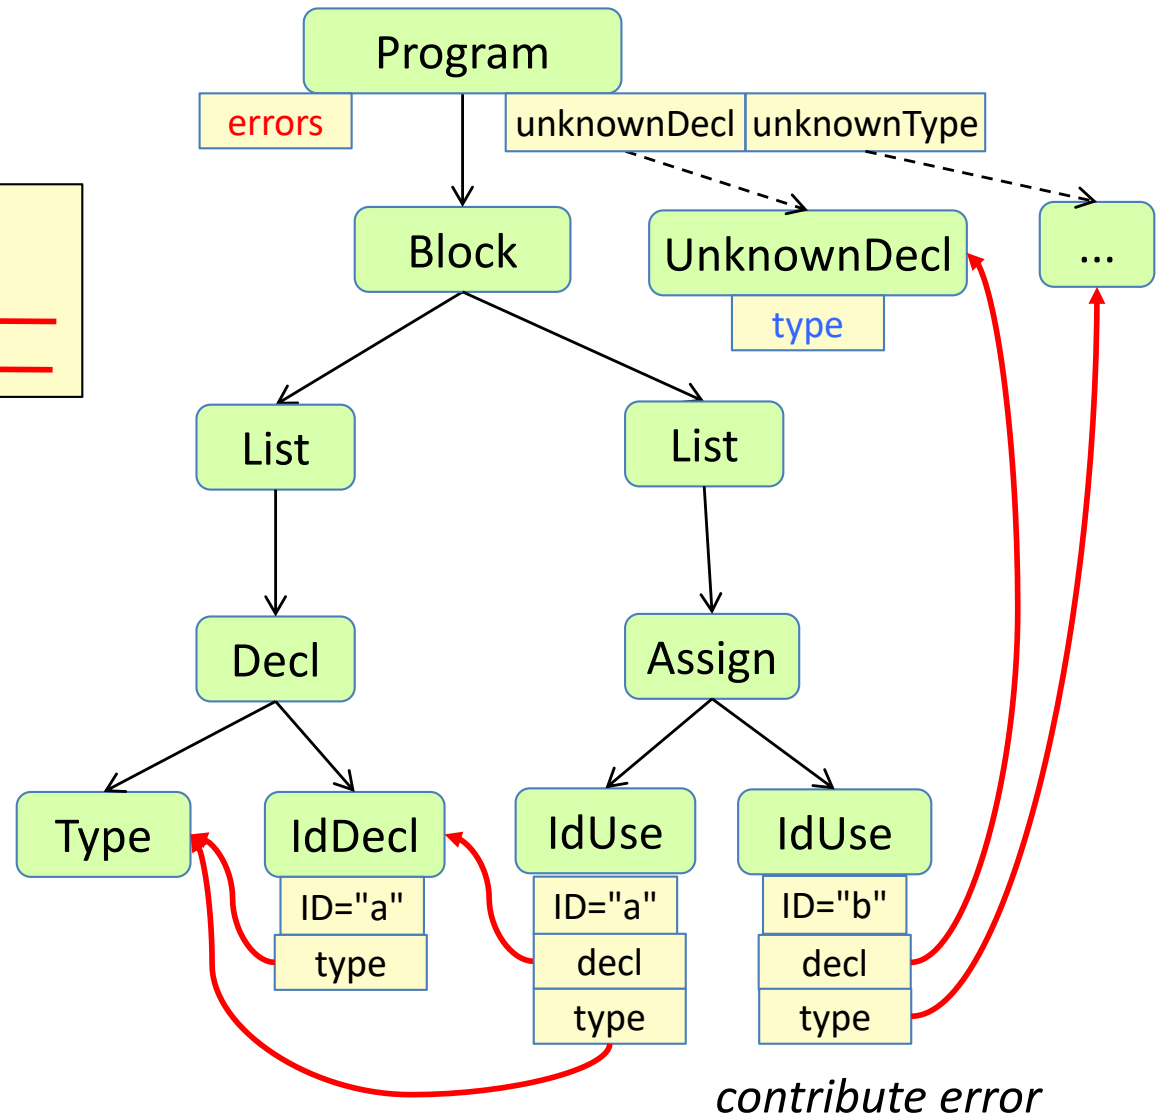 Program
errors
unknownDecl
unknownType
Block
UnknownDecl
...
type
List
List
Decl
Assign
Type
IdDecl
IdUse
IdUse
ID="a"
ID="a"
ID="b"
type
decl
decl
type
type
contribute error